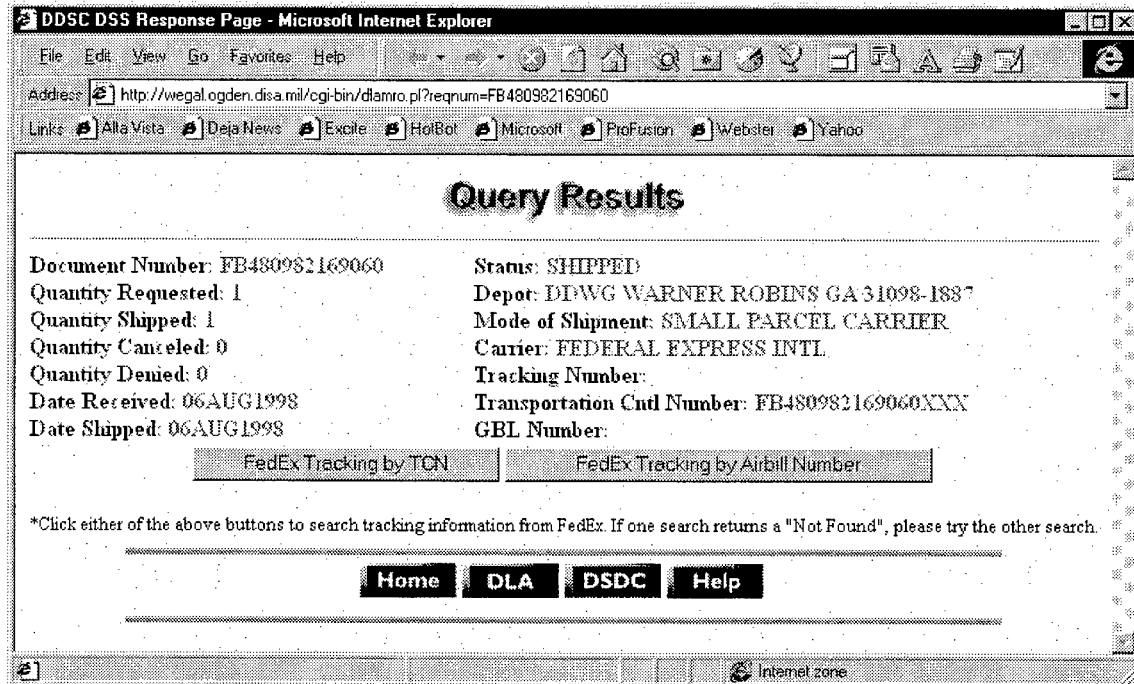 DDSC DSS Response Page - Microsoft Internet Explorer
File Edit View Go Favorites Help
Address http://wegal.ogden.disa.mil/cgi-bin/dlamro.pl?reqnum=FB480982169060
Links Alta Vista Deja News Excite HotBot Microsoft ProFusion Webster Yahoo
Query Results
Document Number: FB480982169060 Status: SHIPPED
Quantity Requested: 1 Depot: DDWG WARNER ROBINS GA 31098-1887
Quantity Shipped: 1 Mode of Shipment: SMALL PARCEL CARRIER
Quantity Canceled: 0 Carrier: FEDERAL EXPRESS INTL
Quantity Denied: 0 Tracking Number:
Date Received: 06AUG1998 Transportation Cntl Number: FB480982169060XXX
Date Shipped: 06AUG1998 GBL Number:
FedEx Tracking by TCN FedEx Tracking by Airbill Number
*Click either of the above buttons to search tracking information from FedEx. If one search returns a "Not Found", please try the other search.
Home DLA DSDC Help
Internet zone